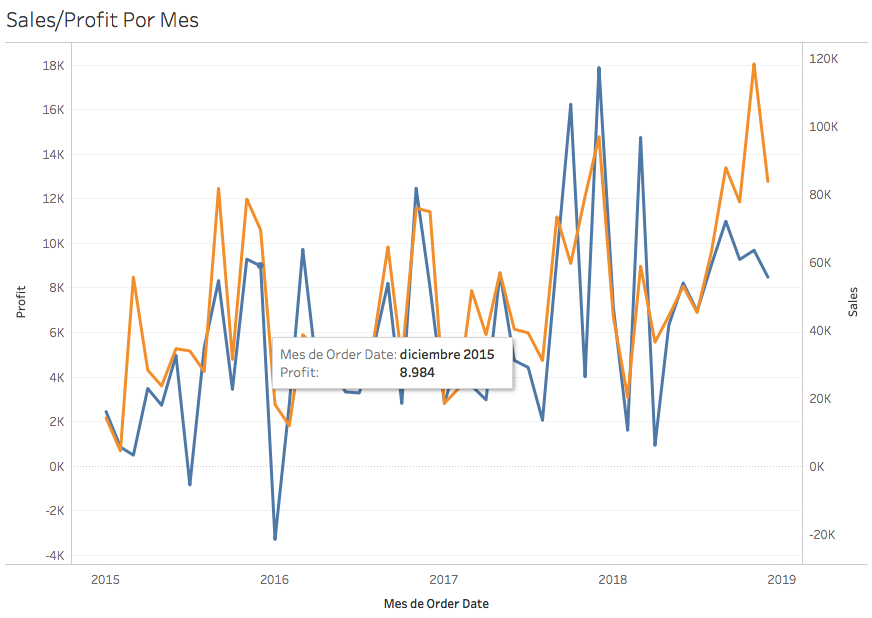 Sales/Profit Por Mes
18K
16K
14K
12K
10K
8K
6K
4K
2K
0K
-2K
-4K
Profit
120K
100K
80K
60K
40K
20K
0K
-20K
Sales
Mes de Order Date: diciembre 2015
Profit: 8.984
2015 2016 2017 2018 2019
Mes de Order Date